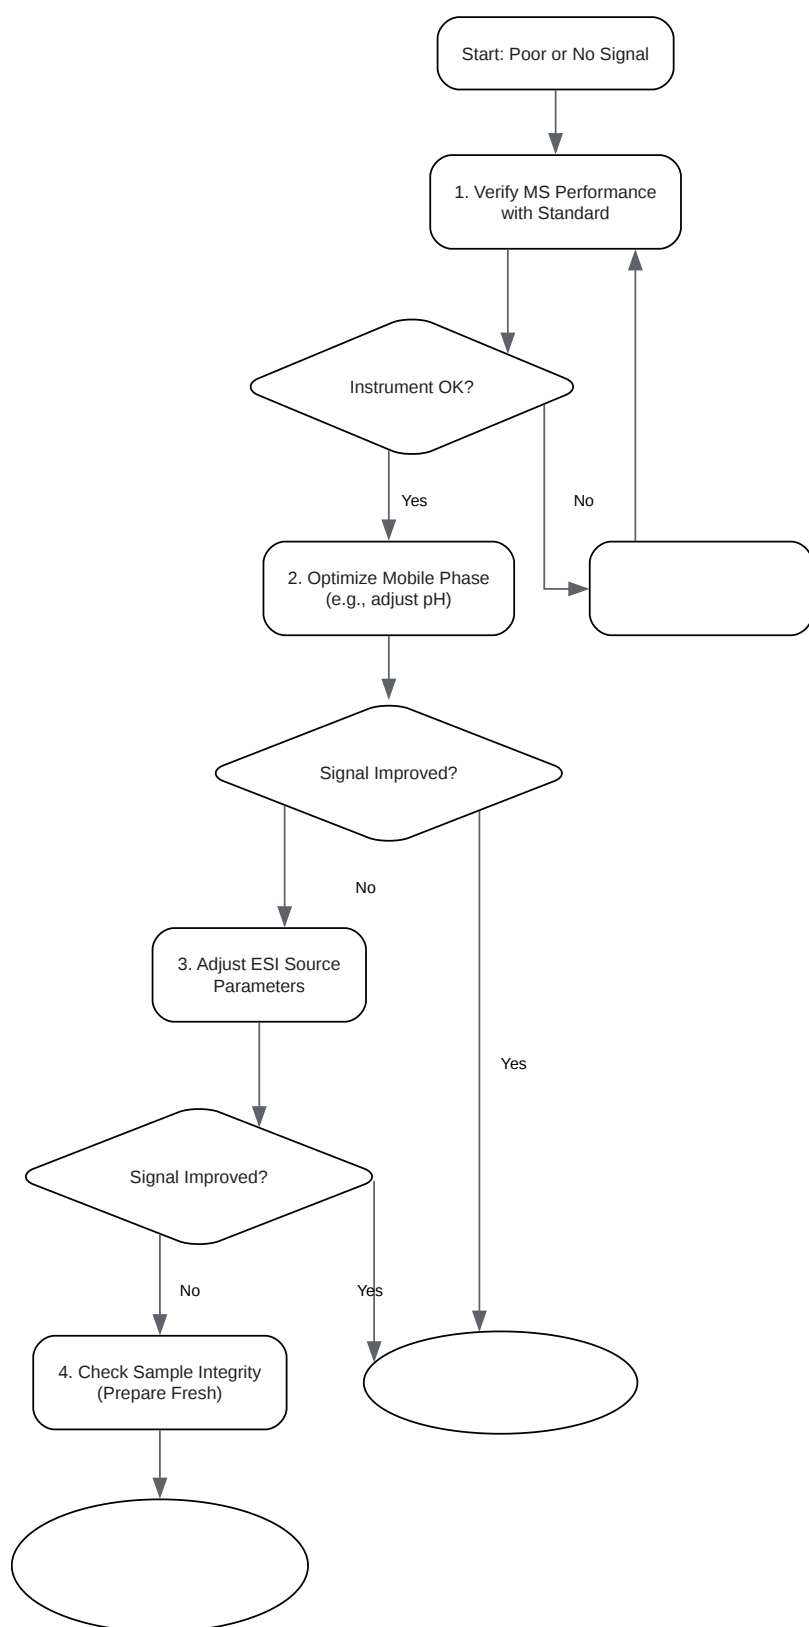 Start: Poor or No Signal
1. Verify MS Performance
with Standard
Instrument OK?
Yes
No
2. Optimize Mobile Phase
(e.g., adjust pH)
Signal Improved?
No
3. Adjust ESI Source
Parameters
Yes
Signal Improved?
No
Yes
4. Check Sample Integrity
(Prepare Fresh)